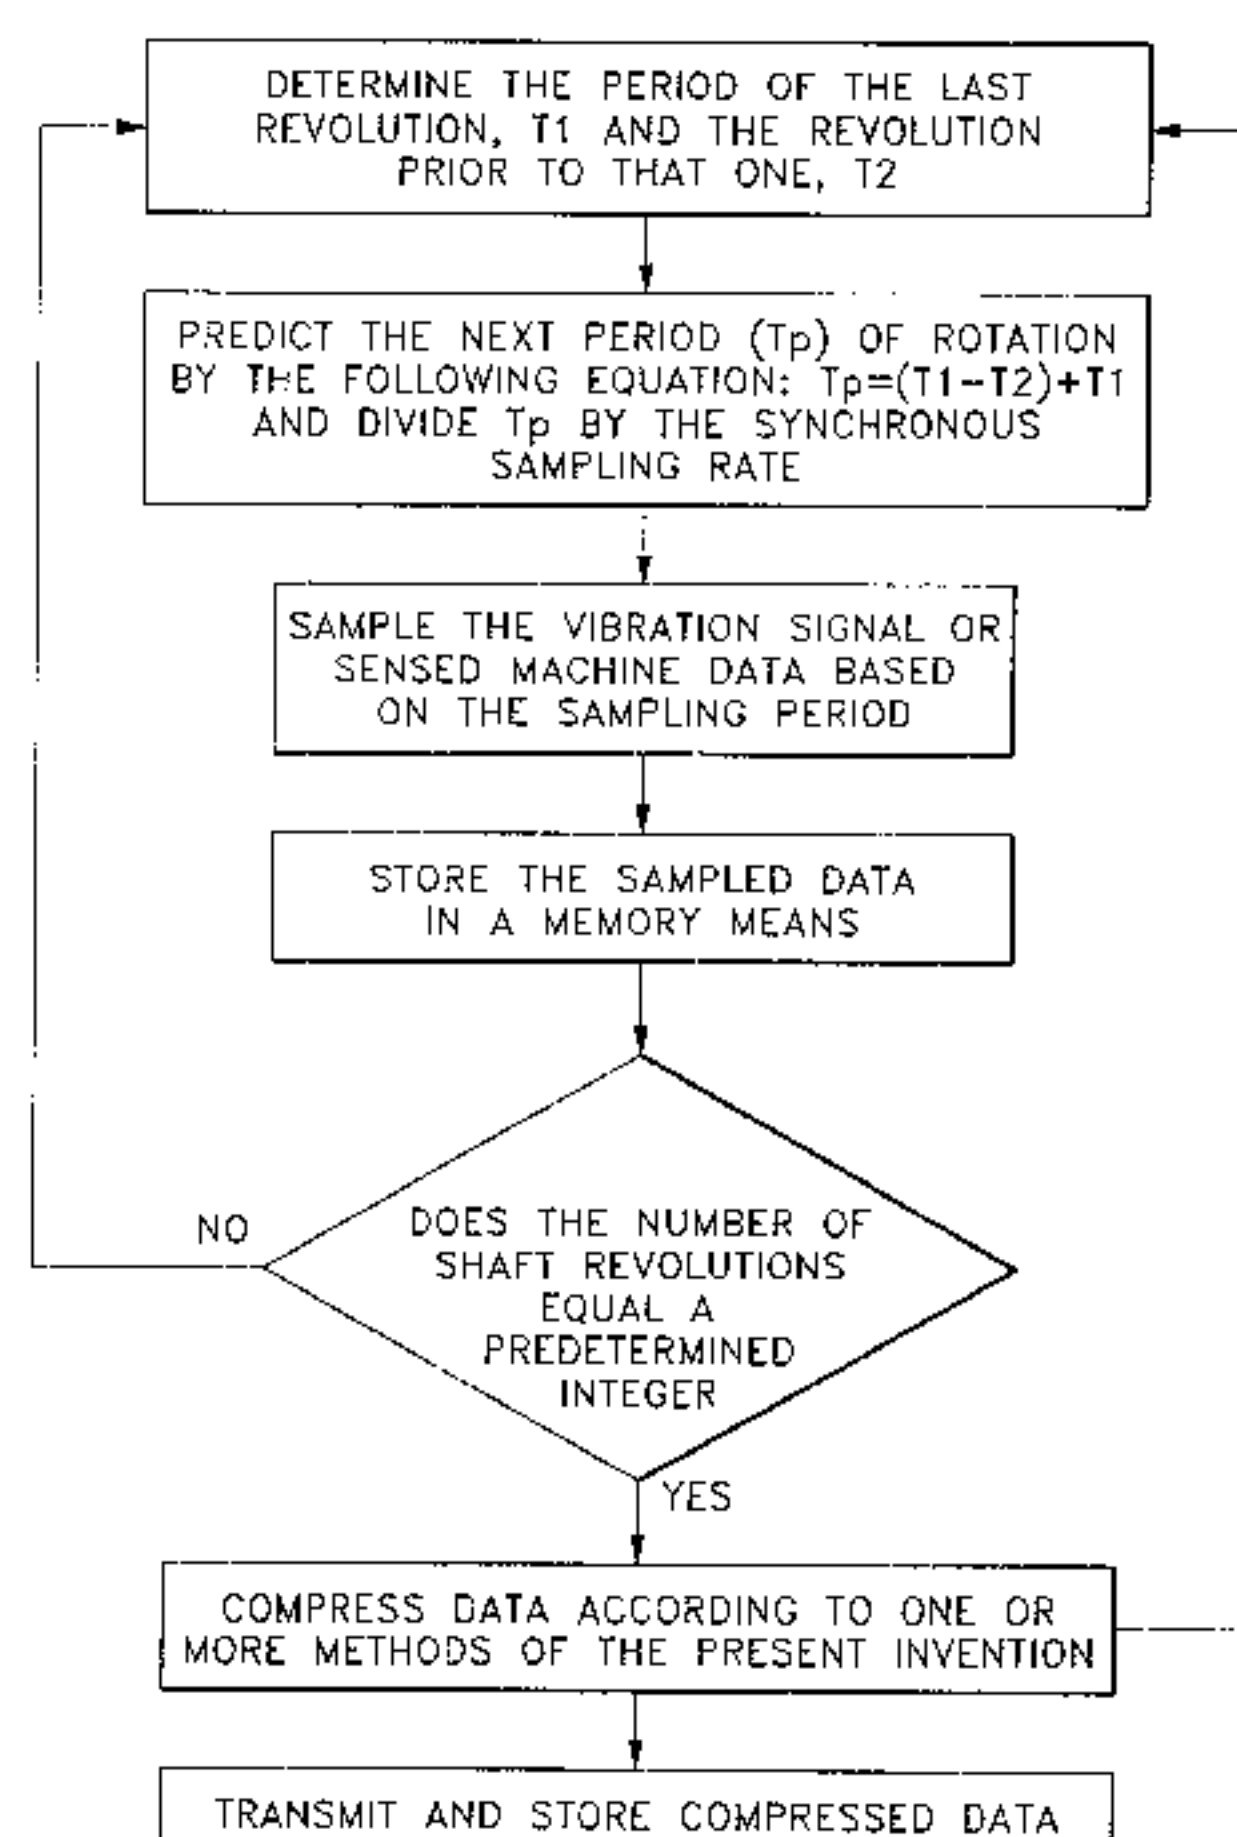 DETERMINE THE PERIOD OF THE LAST
REVOLUTION, T1 AND THE REVOLUTION
PRIOR TO THAT ONE, T2
PREDICT THE NEXT PERIOD (Tp) OF ROTATION
BY THE FOLLOWING EQUATION: Tp=(T1-T2)+T1
AND DIVIDE Tp BY THE SYNCHRONOUS
SAMPLING RATE
SAMPLE THE VIBRATION SIGNAL OR
SENSED MACHINE DATA BASED
ON THE SAMPLING PERIOD
STORE THE SAMPLED DATA
IN A MEMORY MEANS
NO
DOES THE NUMBER OF
SHAFT REVOLUTIONS
EQUAL A
PREDETERMINED
INTEGER
YES
COMPRESS DATA ACCORDING TO ONE OR
MORE METHODS OF THE PRESENT INVENTION
TRANSMIT AND STORE COMPRESSED DATA